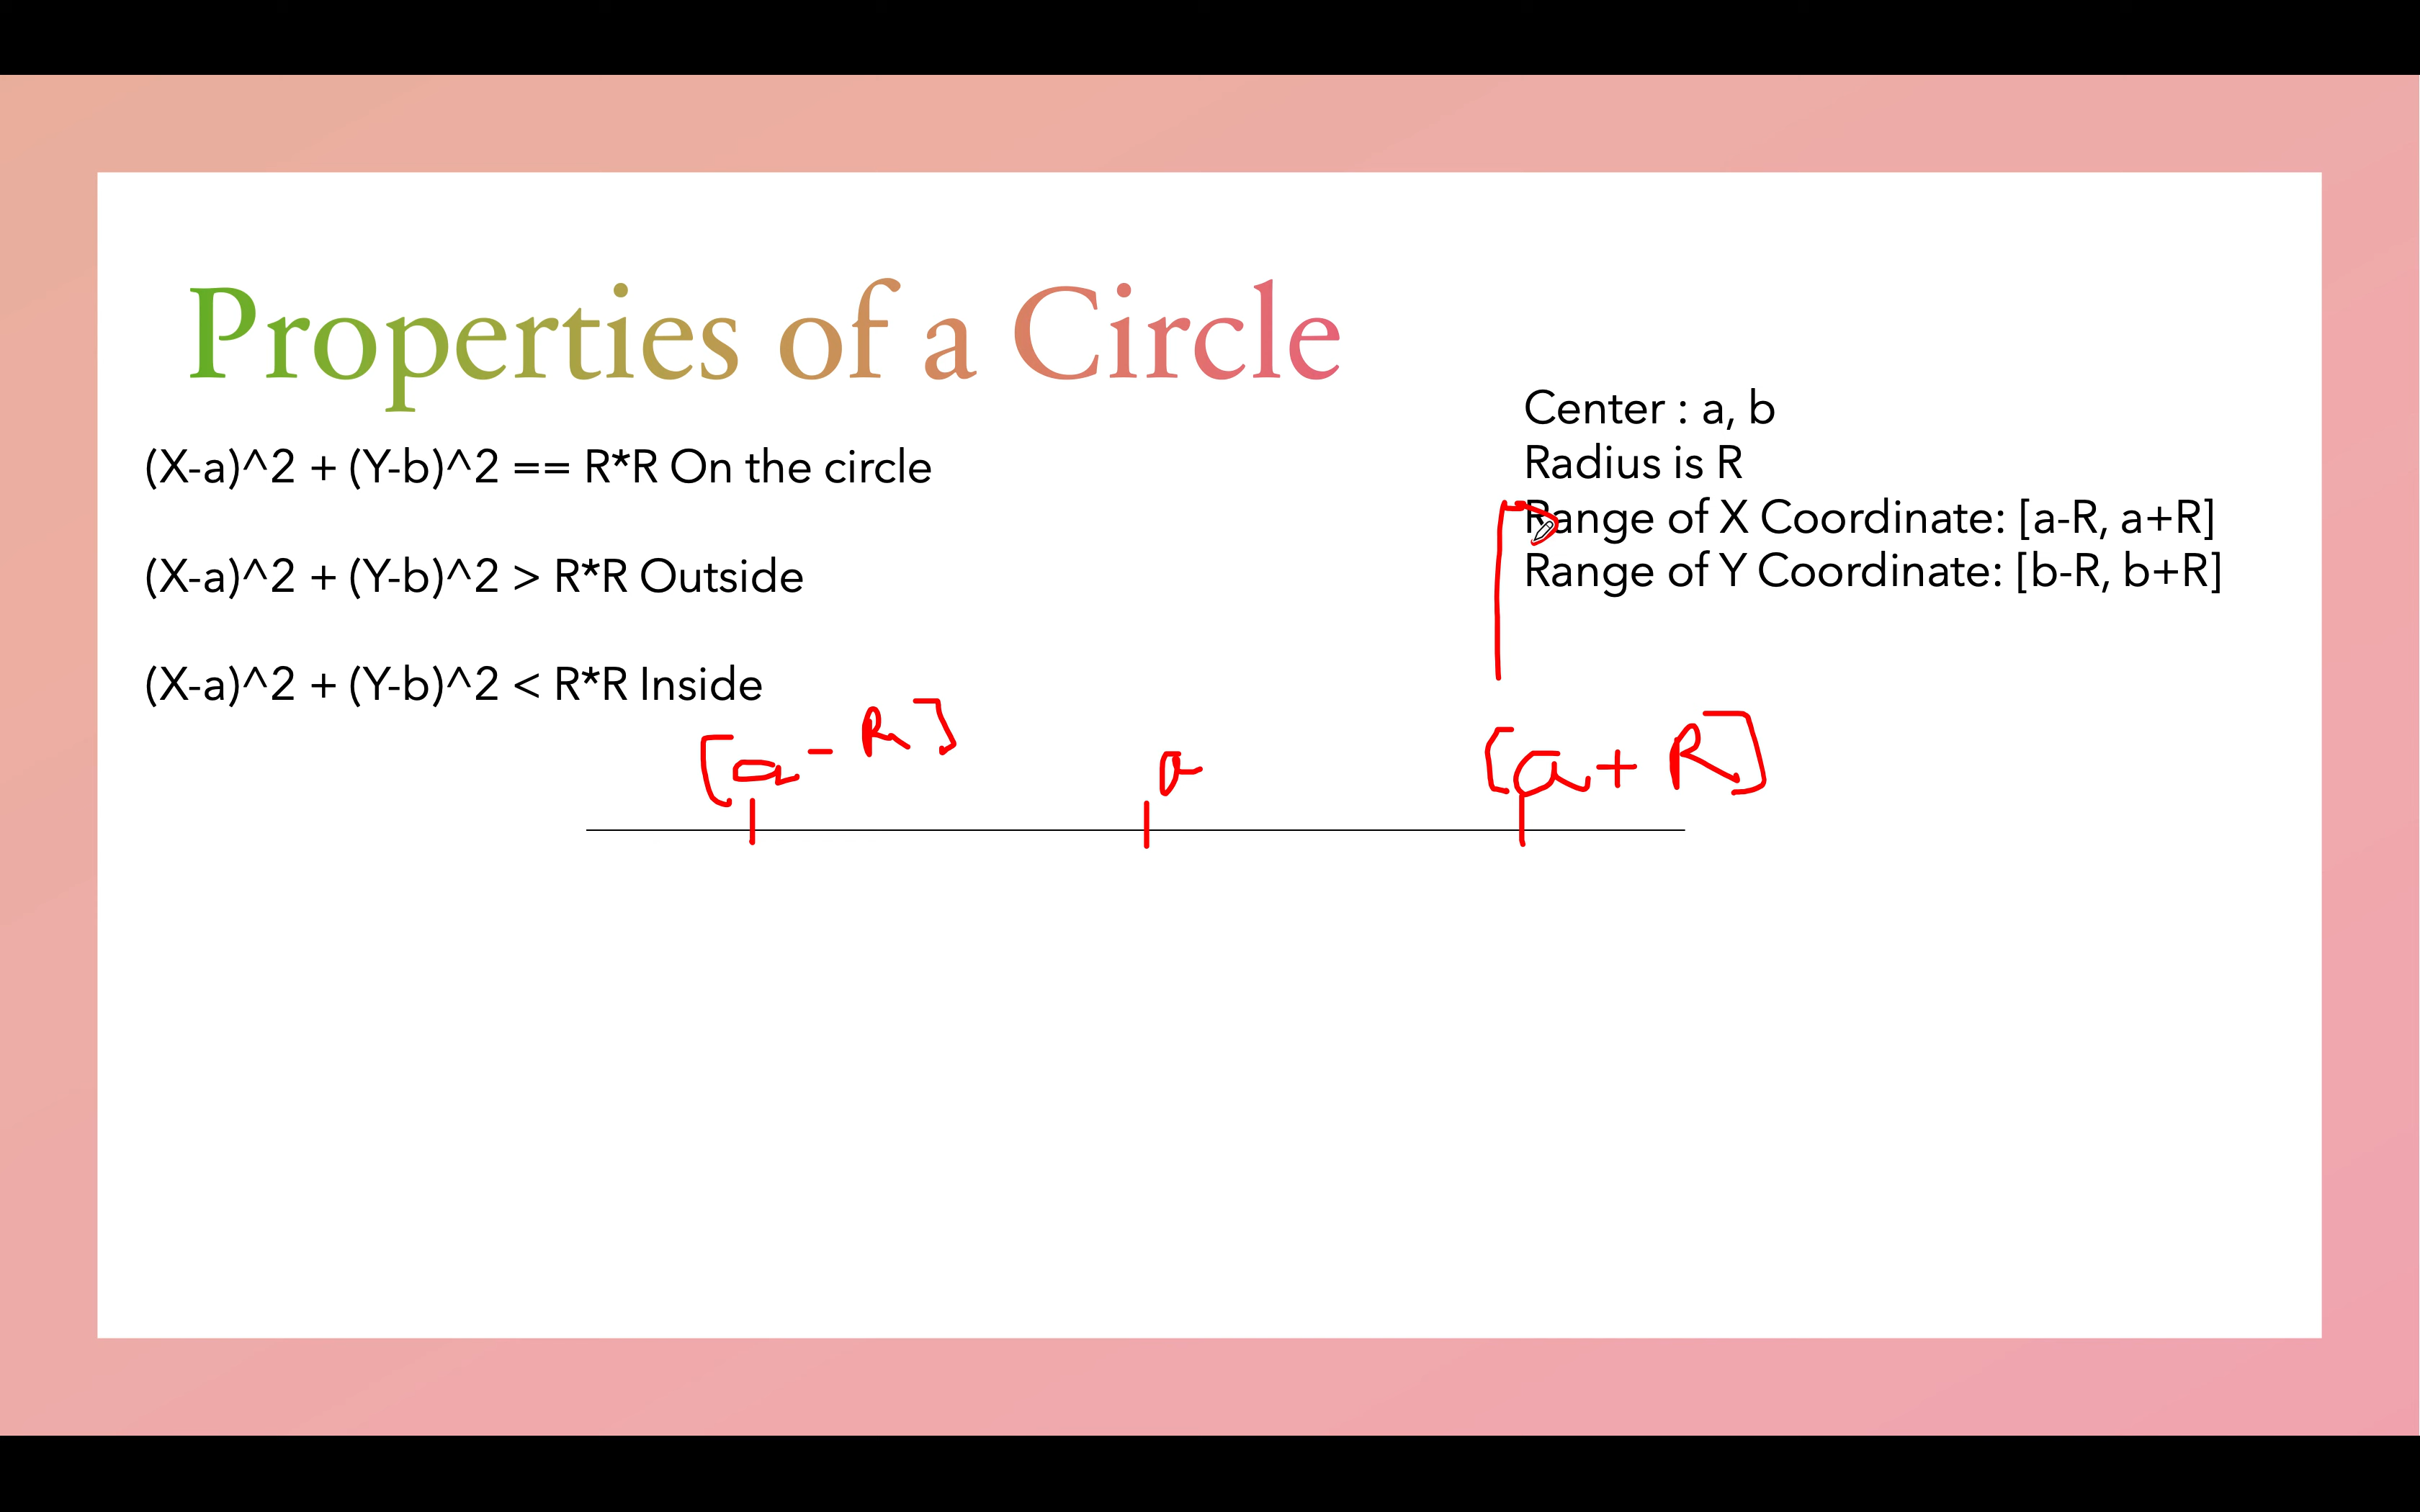 Properties of a Circle
Center : a, b
(X-a)^2 + (Y-b)^2 == R*R On the circle
Radius is R
Range of X Coordinate: [a-R, a+R]
(X-a)^2 + (Y-b)^2 > R*R Outside
Range of Y Coordinate: [b-R, b+R]
(X-a)^2 + (Y-b)^2 < R*R Inside
[a - R] a [a + R]